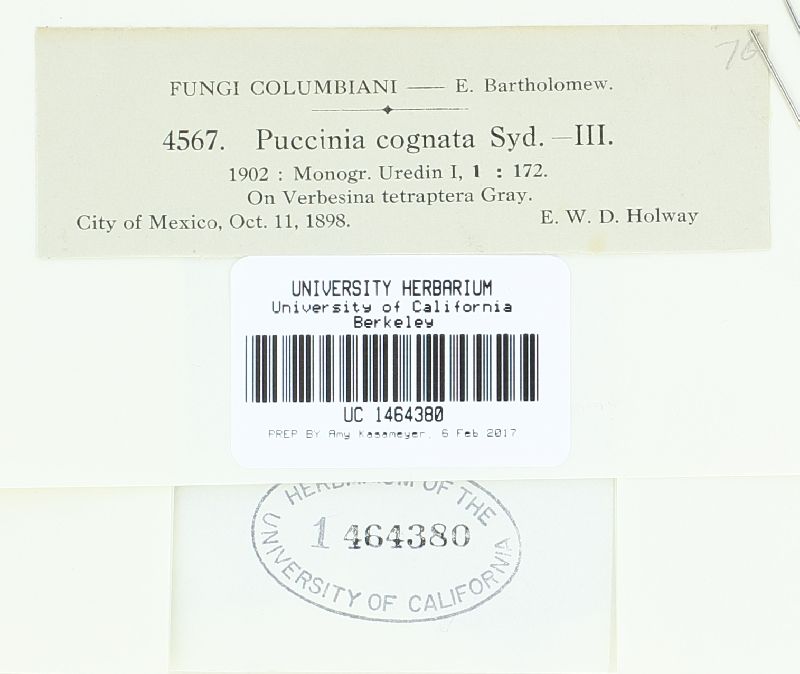 FUNGI COLUMBIANI — E. Bartholomew.
4567. Puccinia cognata Syd. —III.
1902 : Monogr. Uredin I, 1 : 172.
On Verbesina tetraptera Gray.
City of Mexico, Oct. 11, 1898. E. W. D. Holway
UNIVERSITY HERBARIUM
University of California
Berkeley
UC 1464380
PREP BY Amy Kasameyer, 6 Feb 2017
HERBARIUM OF THE
1 464380
UNIVERSITY OF CALIFORNIA